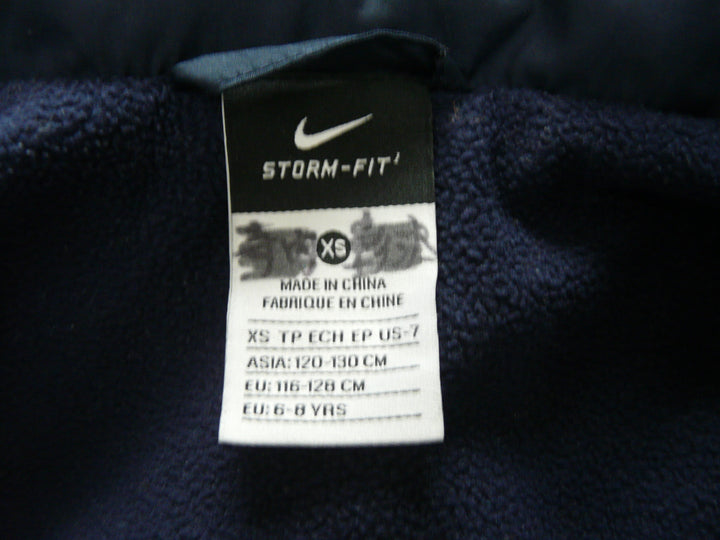 STORM-FIT
XS
MADE IN CHINA
FABRIQUE EN CHINE
XS TP ECH EP US-7
ASIA: 120-130 CM
EU: 116-128 CM
EU: 6-8 YRS